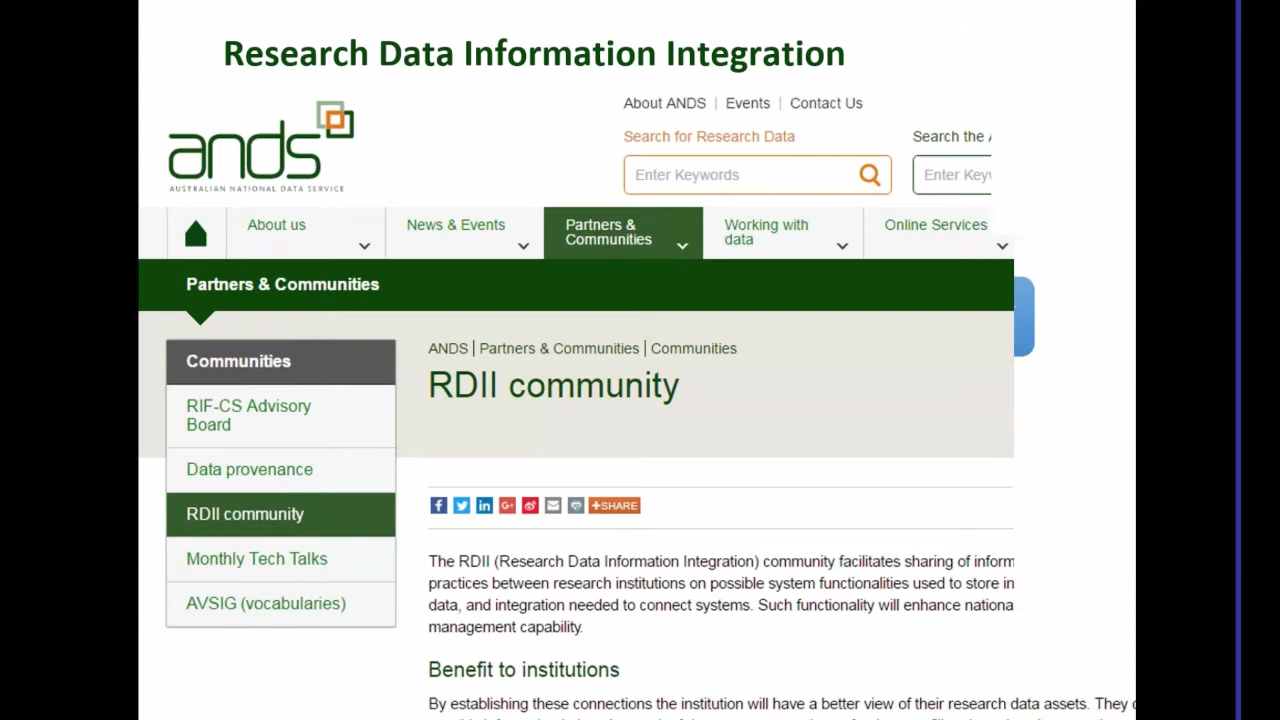 Research Data Information Integration
About ANDS | Events | Contact Us
ands
AUSTRALIAN NATIONAL DATA SERVICE
Search for Research Data
Search the
Enter Keywords
Enter
About us
News & Events
Partners &
Communities
Working with
data
Online Services
Partners & Communities
Communities
RIF-CS Advisory
Board
Data provenance
RDII community
Monthly Tech Talks
AVSIG (vocabularies)
ANDS | Partners & Communities | Communities
RDII community
+SHARE
The RDII (Research Data Information Integration) community facilitates sharing of inform
practices between research institutions on possible system functionalities used to store in
data, and integration needed to connect systems. Such functionality will enhance nationa
management capability.
Benefit to institutions
By establishing these connections the institution will have a better view of their research data assets. They